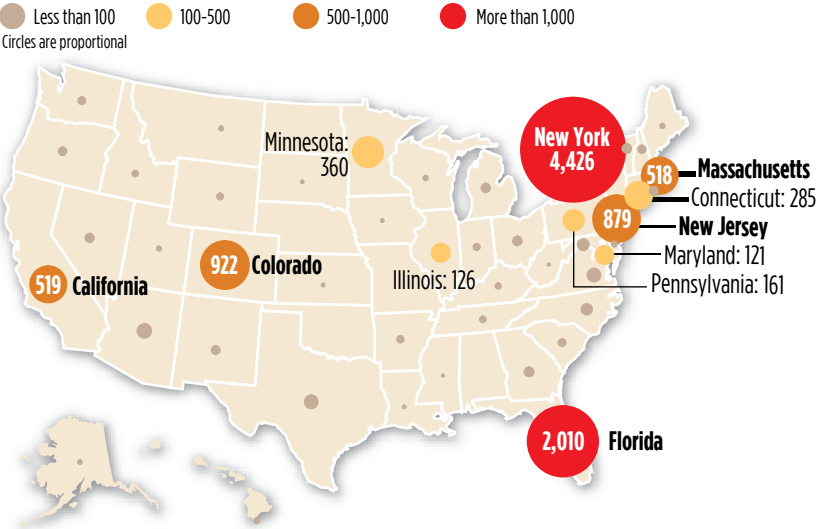 Less than 100
100-500
500-1,000
More than 1,000
Circles are proportional
Minnesota:
360
New York
4,426
518
Massachusetts
Connecticut: 285
879
New Jersey
Maryland: 121
Pennsylvania: 161
Illinois: 126
922
Colorado
519
California
2,010
Florida